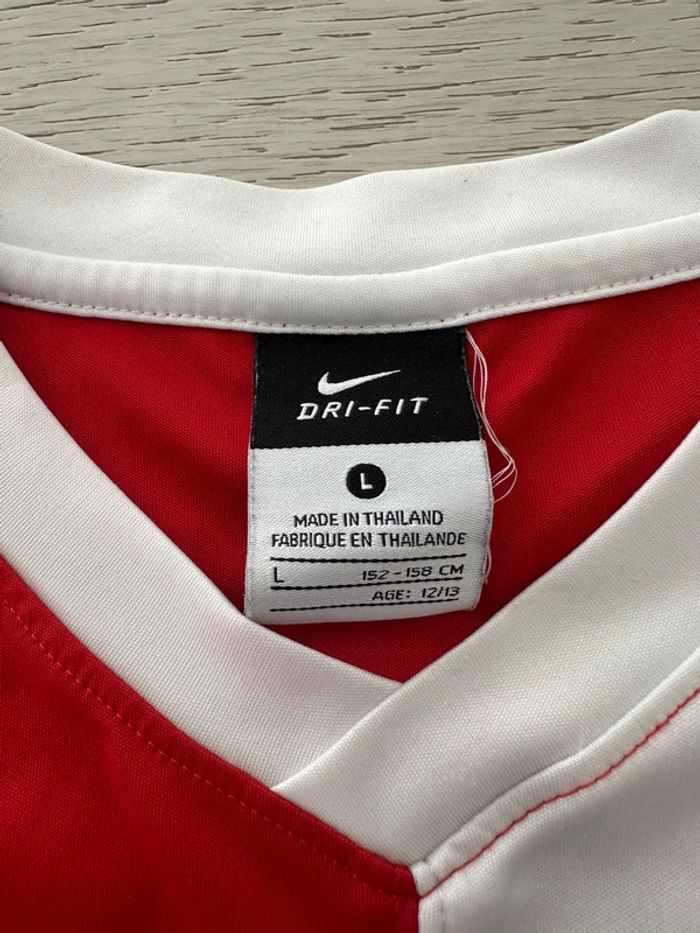 DRI-FIT
L
MADE IN THAILAND
FABRIQUE EN THAILANDE
L 152-158 CM
AGE: 12/13